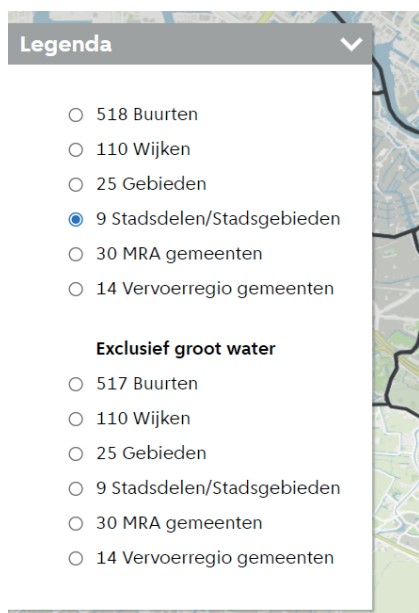 Legenda
518 Buurten
110 Wijken
25 Gebieden
9 Stadsdelen/Stadsgebieden
30 MRA gemeenten
14 Vervoerregio gemeenten
Exclusief groot water
517 Buurten
110 Wijken
25 Gebieden
9 Stadsdelen/Stadsgebieden
30 MRA gemeenten
14 Vervoerregio gemeenten